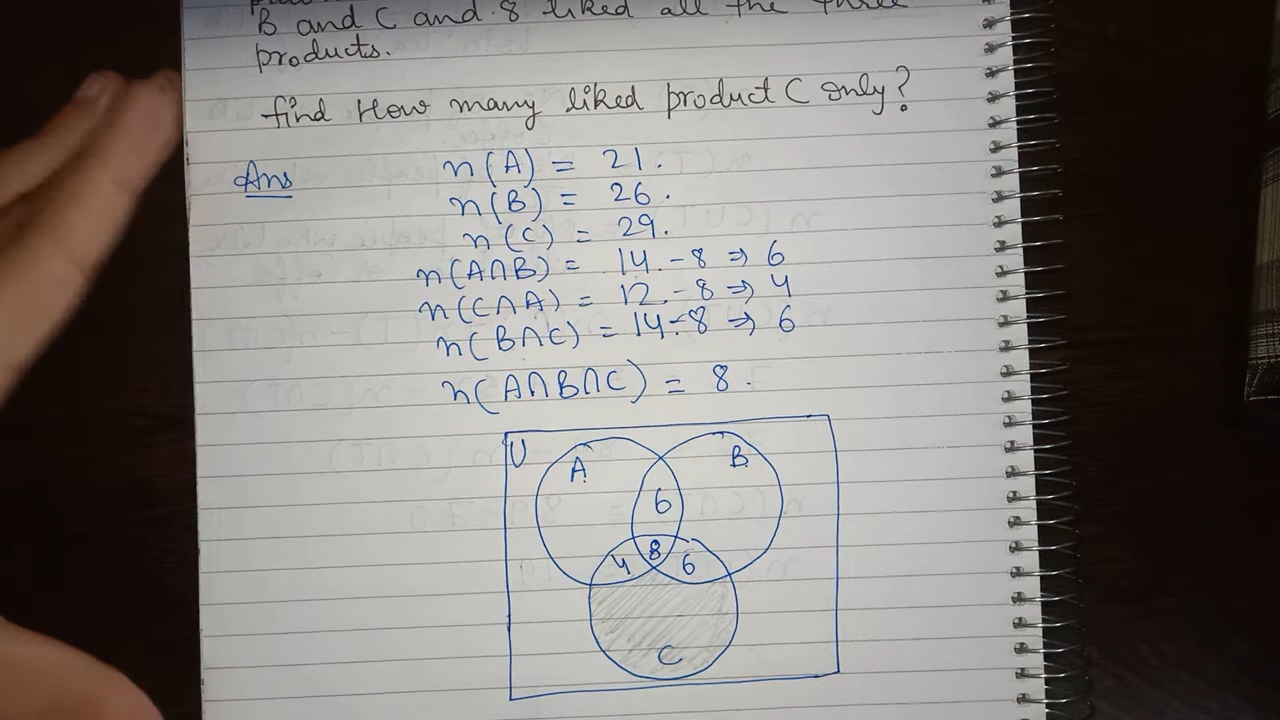 B and C and 8 liked all the three
products.
find How many liked product C only?
Ans
n(A) = 21.
n(B) = 26.
n(C) = 29.
n(A∩B) = 14.-8 ⇒ 6
n(C∩A) = 12.-8 ⇒ 4
n(B∩C) = 14-8 ⇒ 6
n(A∩B∩C) = 8.
U
A B
6
4 8 6
C